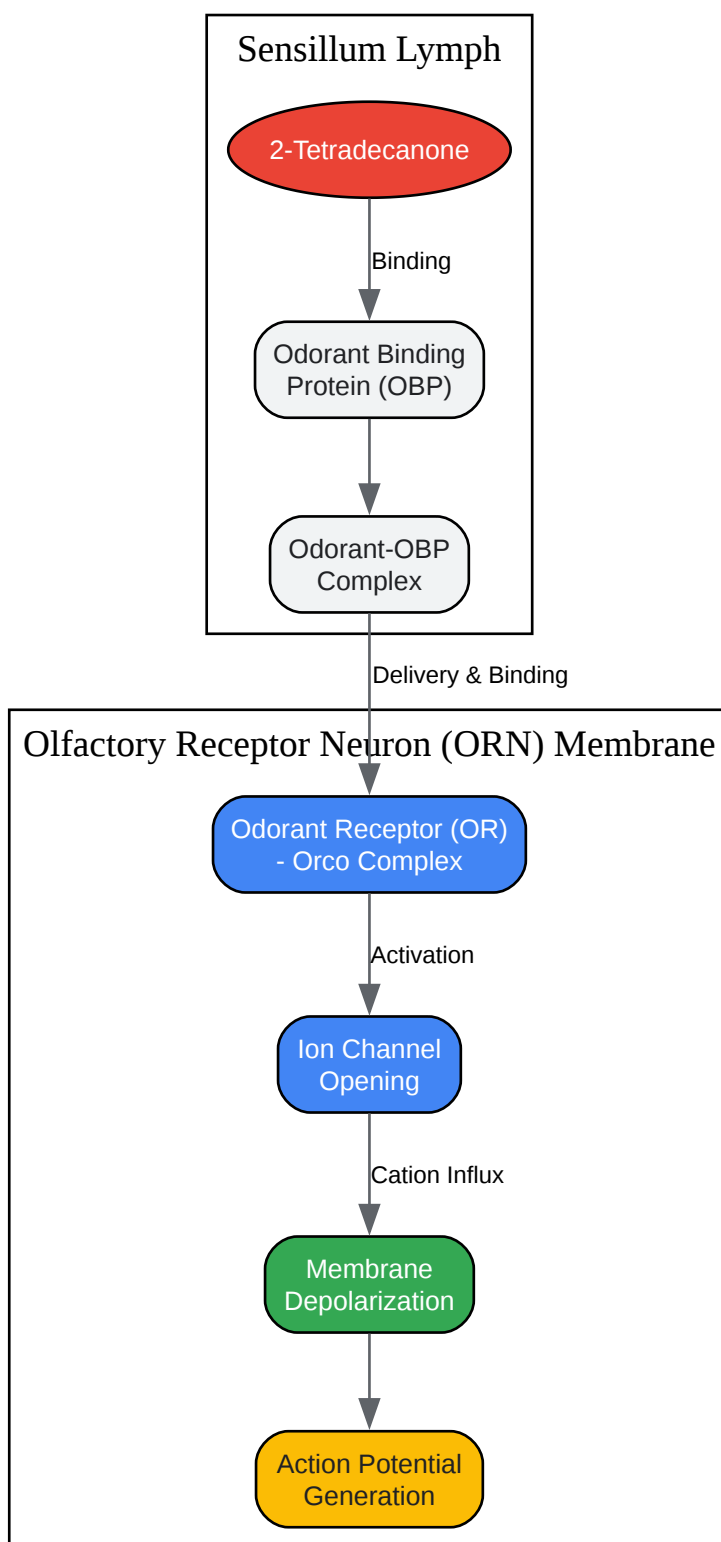 Sensillum Lymph
2-Tetradecanone
Binding
Odorant Binding
Protein (OBP)
Odorant-OBP
Complex
Delivery & Binding
Olfactory Receptor Neuron (ORN) Membrane
Odorant Receptor (OR)
- Orco Complex
Activation
Ion Channel
Opening
Cation Influx
Membrane
Depolarization
Action Potential
Generation